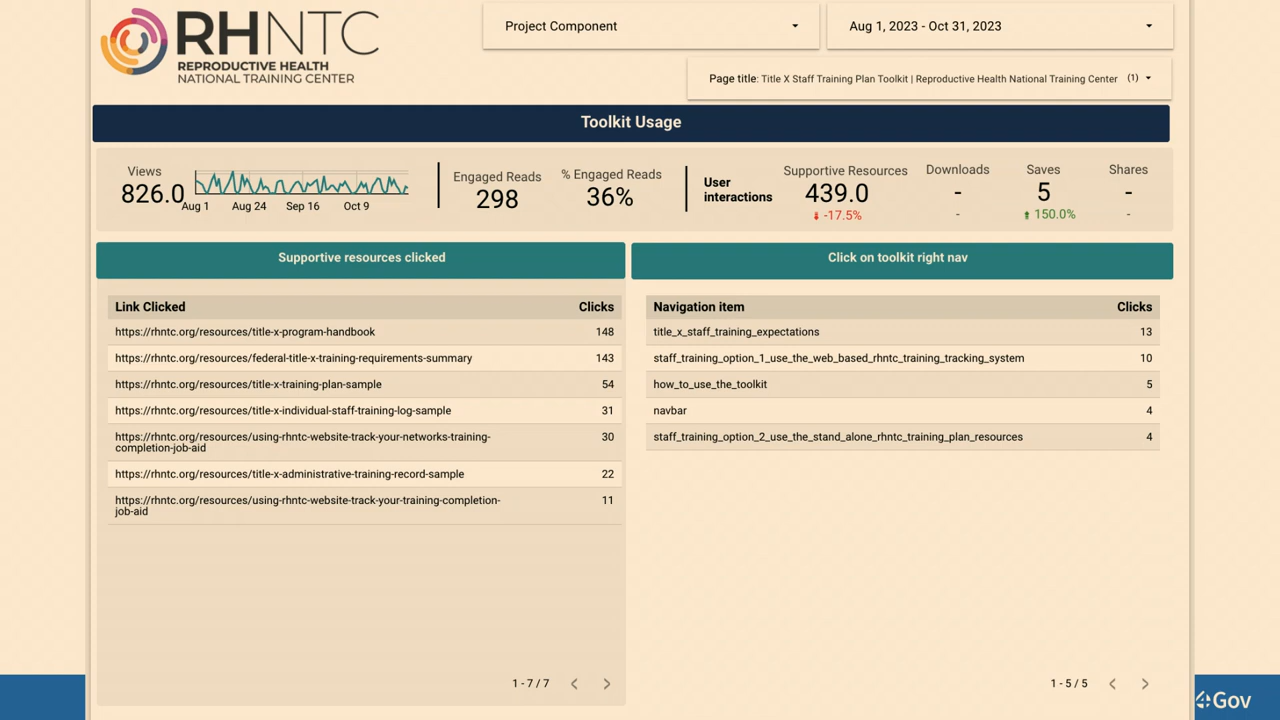 RHNTC
REPRODUCTIVE HEALTH
NATIONAL TRAINING CENTER
Project Component
Aug 1, 2023 - Oct 31, 2023
Page title: Title X Staff Training Plan Toolkit | Reproductive Health National Training Center (1)
Toolkit Usage
Views
826.0
Aug 1 Aug 24 Sep 16 Oct 9
Engaged Reads
298
% Engaged Reads
36%
User
interactions
Supportive Resources
439.0
-17.5%
Downloads
-
-
Saves
5
150.0%
Shares
-
-
Supportive resources clicked
Link Clicked Clicks
https://rhntc.org/resources/title-x-program-handbook 148
https://rhntc.org/resources/federal-title-x-training-requirements-summary 143
https://rhntc.org/resources/title-x-training-plan-sample 54
https://rhntc.org/resources/title-x-individual-staff-training-log-sample 31
https://rhntc.org/resources/using-rhntc-website-track-your-networks-training- 30
completion-job-aid
https://rhntc.org/resources/title-x-administrative-training-record-sample 22
https://rhntc.org/resources/using-rhntc-website-track-your-training-completion- 11
job-aid
1 - 7 / 7
Click on toolkit right nav
Navigation item Clicks
title_x_staff_training_expectations 13
staff_training_option_1_use_the_web_based_rhntc_training_tracking_system 10
how_to_use_the_toolkit 5
navbar 4
staff_training_option_2_use_the_stand_alone_rhntc_training_plan_resources 4
1 - 5 / 5
4Gov